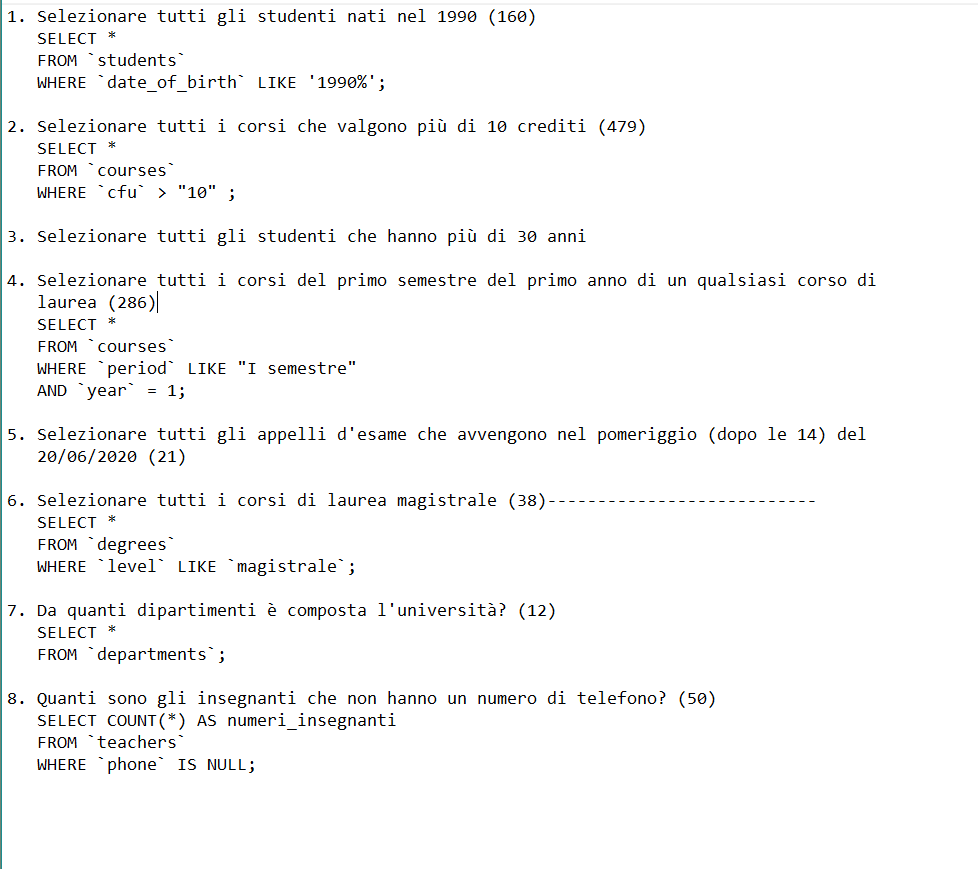 1. Selezionare tutti gli studenti nati nel 1990 (160)
SELECT *
FROM `students`
WHERE `date_of_birth` LIKE '1990%';
2. Selezionare tutti i corsi che valgono più di 10 crediti (479)
SELECT *
FROM `courses`
WHERE `cfu` > "10" ;
3. Selezionare tutti gli studenti che hanno più di 30 anni
4. Selezionare tutti i corsi del primo semestre del primo anno di un qualsiasi corso di
laurea (286)
SELECT *
FROM `courses`
WHERE `period` LIKE "I semestre"
AND `year` = 1;
5. Selezionare tutti gli appelli d'esame che avvengono nel pomeriggio (dopo le 14) del
20/06/2020 (21)
6. Selezionare tutti i corsi di laurea magistrale (38)---------------------------
SELECT *
FROM `degrees`
WHERE `level` LIKE `magistrale`;
7. Da quanti dipartimenti è composta l'università? (12)
SELECT *
FROM `departments`;
8. Quanti sono gli insegnanti che non hanno un numero di telefono? (50)
SELECT COUNT(*) AS numeri_insegnanti
FROM `teachers`
WHERE `phone` IS NULL;